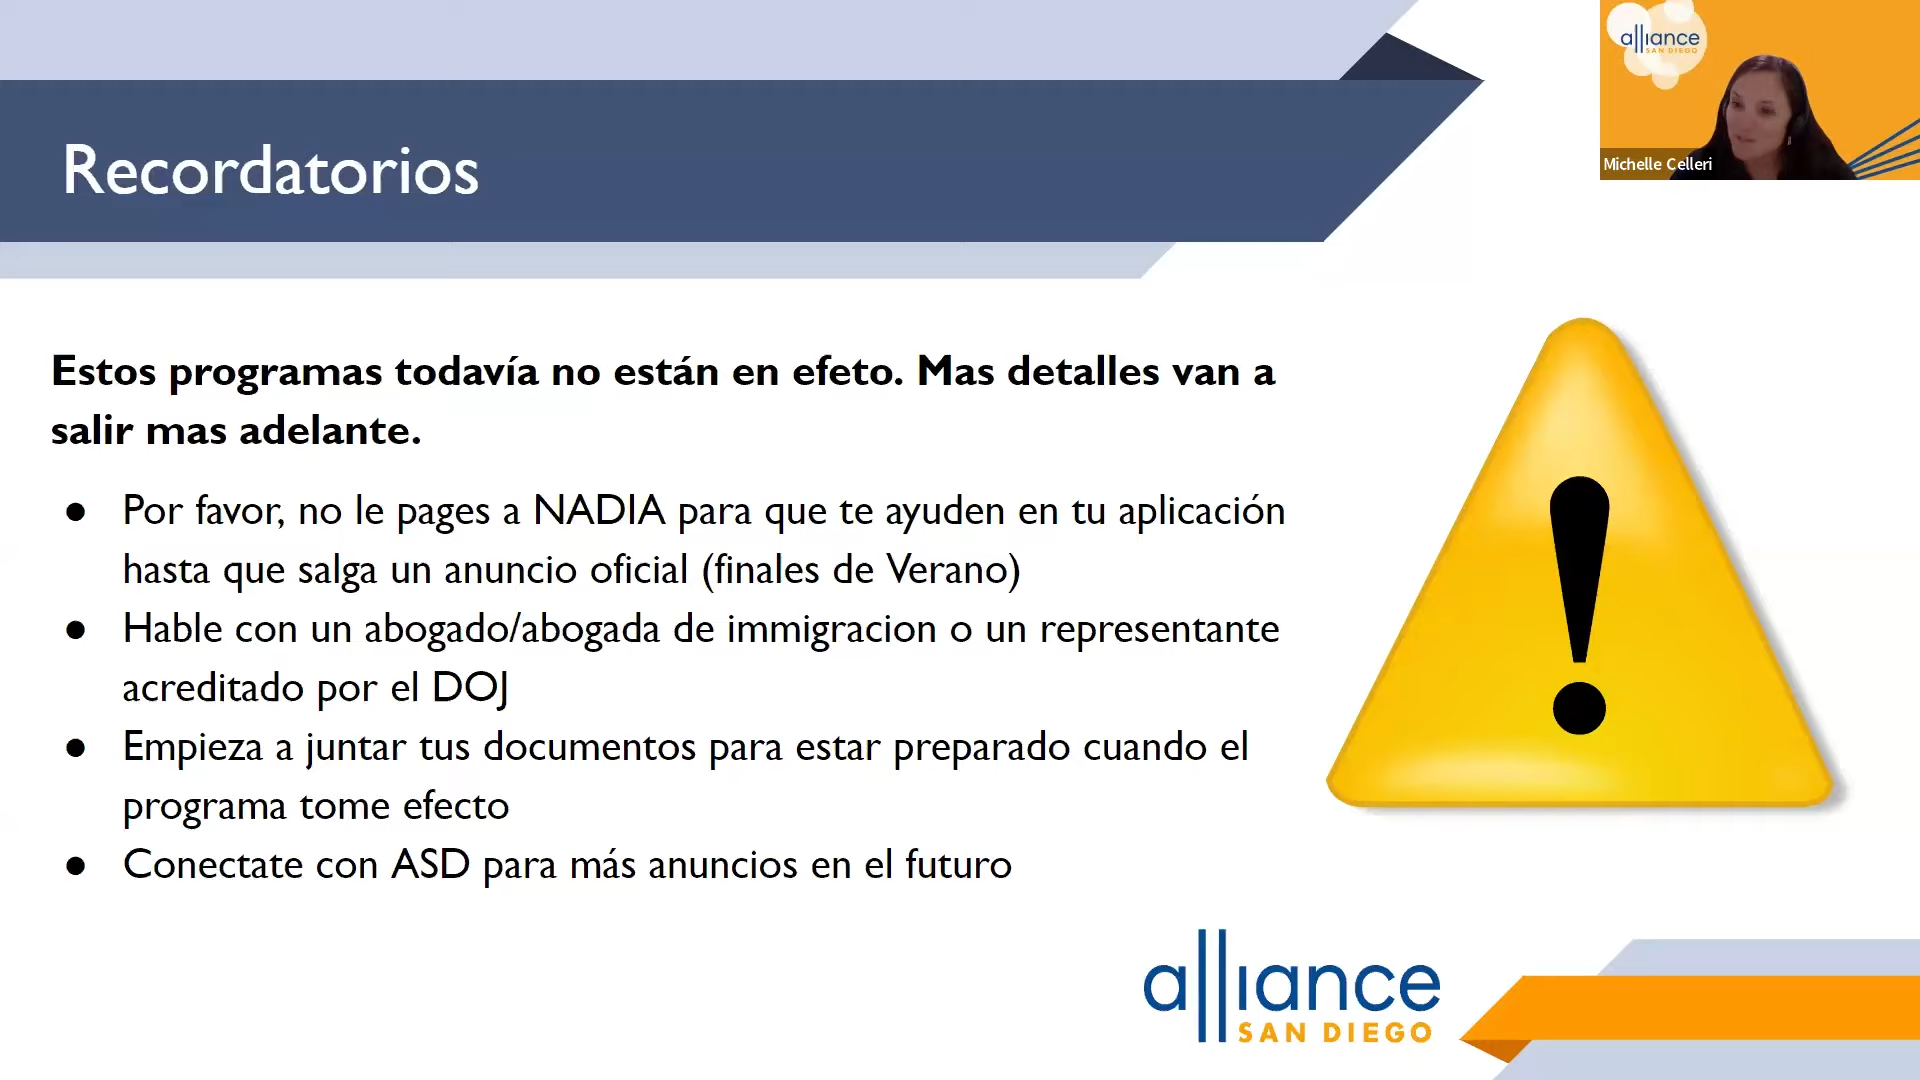 alliance
SAN DIEGO
Michelle Celleri
Recordatorios
Estos programas todavía no están en efeto. Mas detalles van a
salir mas adelante.
● Por favor, no le pages a NADIA para que te ayuden en tu aplicación
hasta que salga un anuncio oficial (finales de Verano)
● Hable con un abogado/abogada de immigracion o un representante
acreditado por el DOJ
● Empieza a juntar tus documentos para estar preparado cuando el
programa tome efecto
● Conectate con ASD para más anuncios en el futuro
alliance
SAN DIEGO